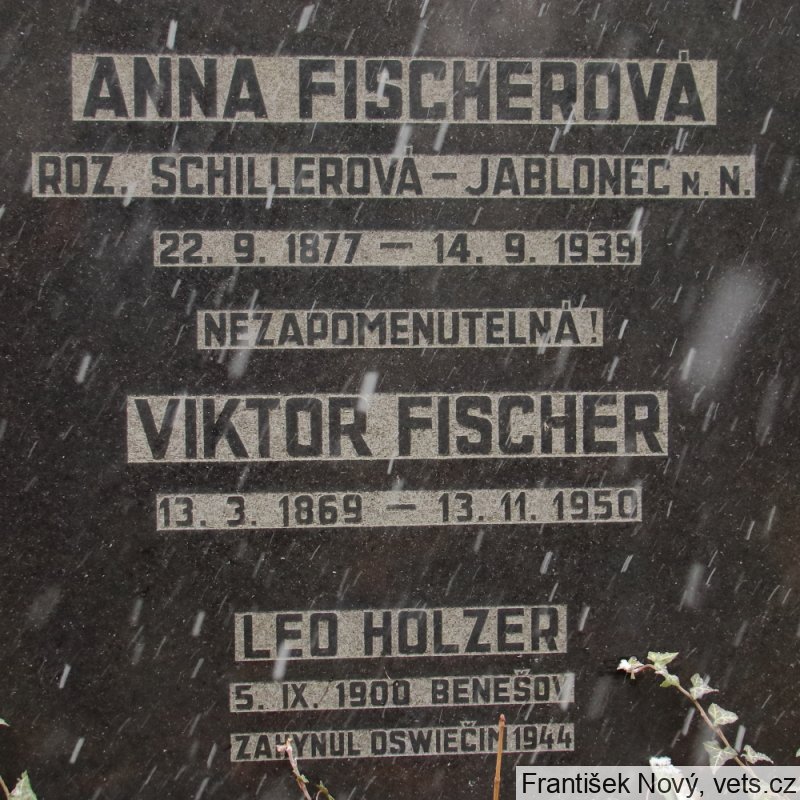 ANNA FISCHEROVÁ
ROZ. SCHILLEROVÁ – JABLONEC N. N.
22. 9. 1877 – 14. 9. 1939
NEZAPOMENUTELNÁ!
VIKTOR FISCHER
13. 3. 1869 – 13. 11. 1950
LEO HOLZER
5. IX. 1900 BENEŠOV
ZAHYNUL OSWIEČIN 1944
František Nový, vets.cz